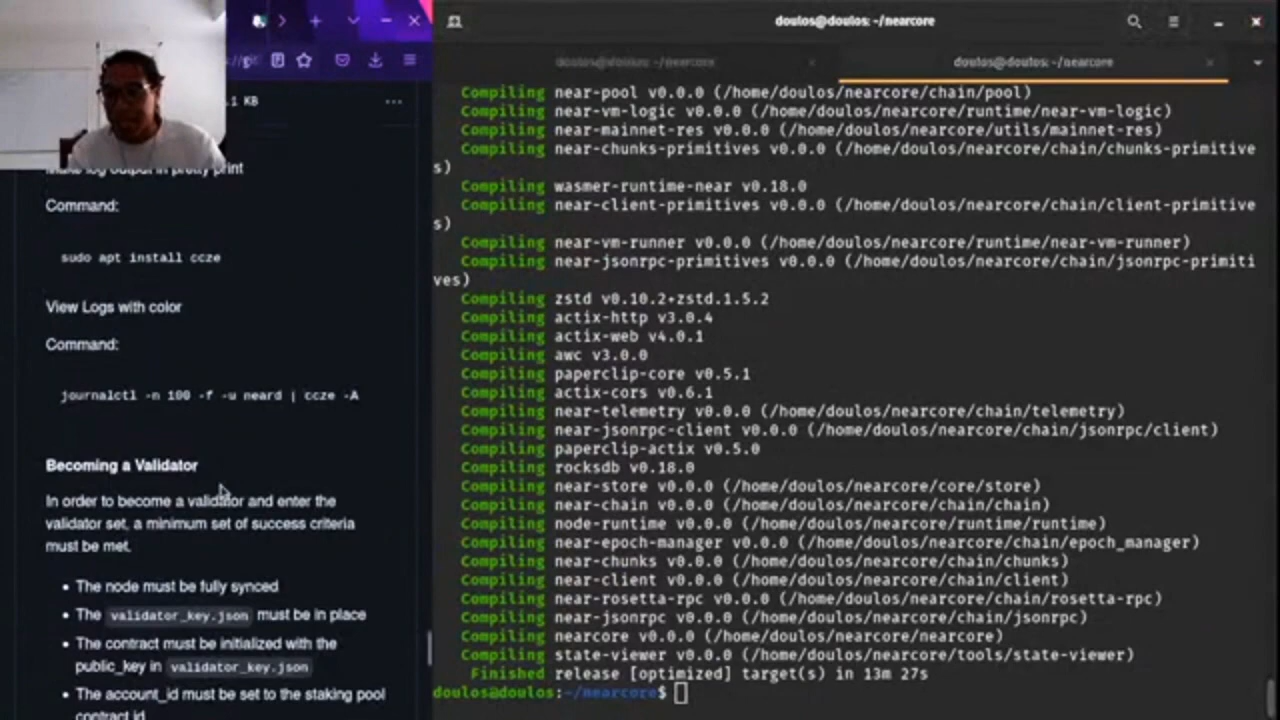 doulos@doulos: ~/nearcore
doulos@doulos: ~/nearcore
doulos@doulos: ~/nearcore
.1 KB
Make log output in pretty print
Command:
sudo apt install ccze
View Logs with color
Command:
journalctl -n 100 -f -u neard | ccze -A
Becoming a Validator
In order to become a validator and enter the
validator set, a minimum set of success criteria
must be met.
• The node must be fully synced
• The validator_key.json must be in place
• The contract must be initialized with the
public_key in validator_key.json
• The account_id must be set to the staking pool
contract id
Compiling near-pool v0.0.0 (/home/doulos/nearcore/chain/pool)
Compiling near-vm-logic v0.0.0 (/home/doulos/nearcore/runtime/near-vm-logic)
Compiling near-mainnet-res v0.0.0 (/home/doulos/nearcore/utils/mainnet-res)
Compiling near-chunks-primitives v0.0.0 (/home/doulos/nearcore/chain/chunks-primitive
s)
Compiling wasmer-runtime-near v0.18.0
Compiling near-client-primitives v0.0.0 (/home/doulos/nearcore/chain/client-primitive
s)
Compiling near-vm-runner v0.0.0 (/home/doulos/nearcore/runtime/near-vm-runner)
Compiling near-jsonrpc-primitives v0.0.0 (/home/doulos/nearcore/chain/jsonrpc-primiti
ves)
Compiling zstd v0.10.2+zstd.1.5.2
Compiling actix-http v3.0.4
Compiling actix-web v4.0.1
Compiling awc v3.0.0
Compiling paperclip-core v0.5.1
Compiling actix-cors v0.6.1
Compiling near-telemetry v0.0.0 (/home/doulos/nearcore/chain/telemetry)
Compiling near-jsonrpc-client v0.0.0 (/home/doulos/nearcore/chain/jsonrpc/client)
Compiling paperclip-actix v0.5.0
Compiling rocksdb v0.18.0
Compiling near-store v0.0.0 (/home/doulos/nearcore/core/store)
Compiling near-chain v0.0.0 (/home/doulos/nearcore/chain/chain)
Compiling node-runtime v0.0.0 (/home/doulos/nearcore/runtime/runtime)
Compiling near-epoch-manager v0.0.0 (/home/doulos/nearcore/chain/epoch_manager)
Compiling near-chunks v0.0.0 (/home/doulos/nearcore/chain/chunks)
Compiling near-client v0.0.0 (/home/doulos/nearcore/chain/client)
Compiling near-rosetta-rpc v0.0.0 (/home/doulos/nearcore/chain/rosetta-rpc)
Compiling near-jsonrpc v0.0.0 (/home/doulos/nearcore/chain/jsonrpc)
Compiling nearcore v0.0.0 (/home/doulos/nearcore/nearcore)
Compiling state-viewer v0.0.0 (/home/doulos/nearcore/tools/state-viewer)
Finished release [optimized] target(s) in 13m 27s
doulos@doulos:~/nearcore$